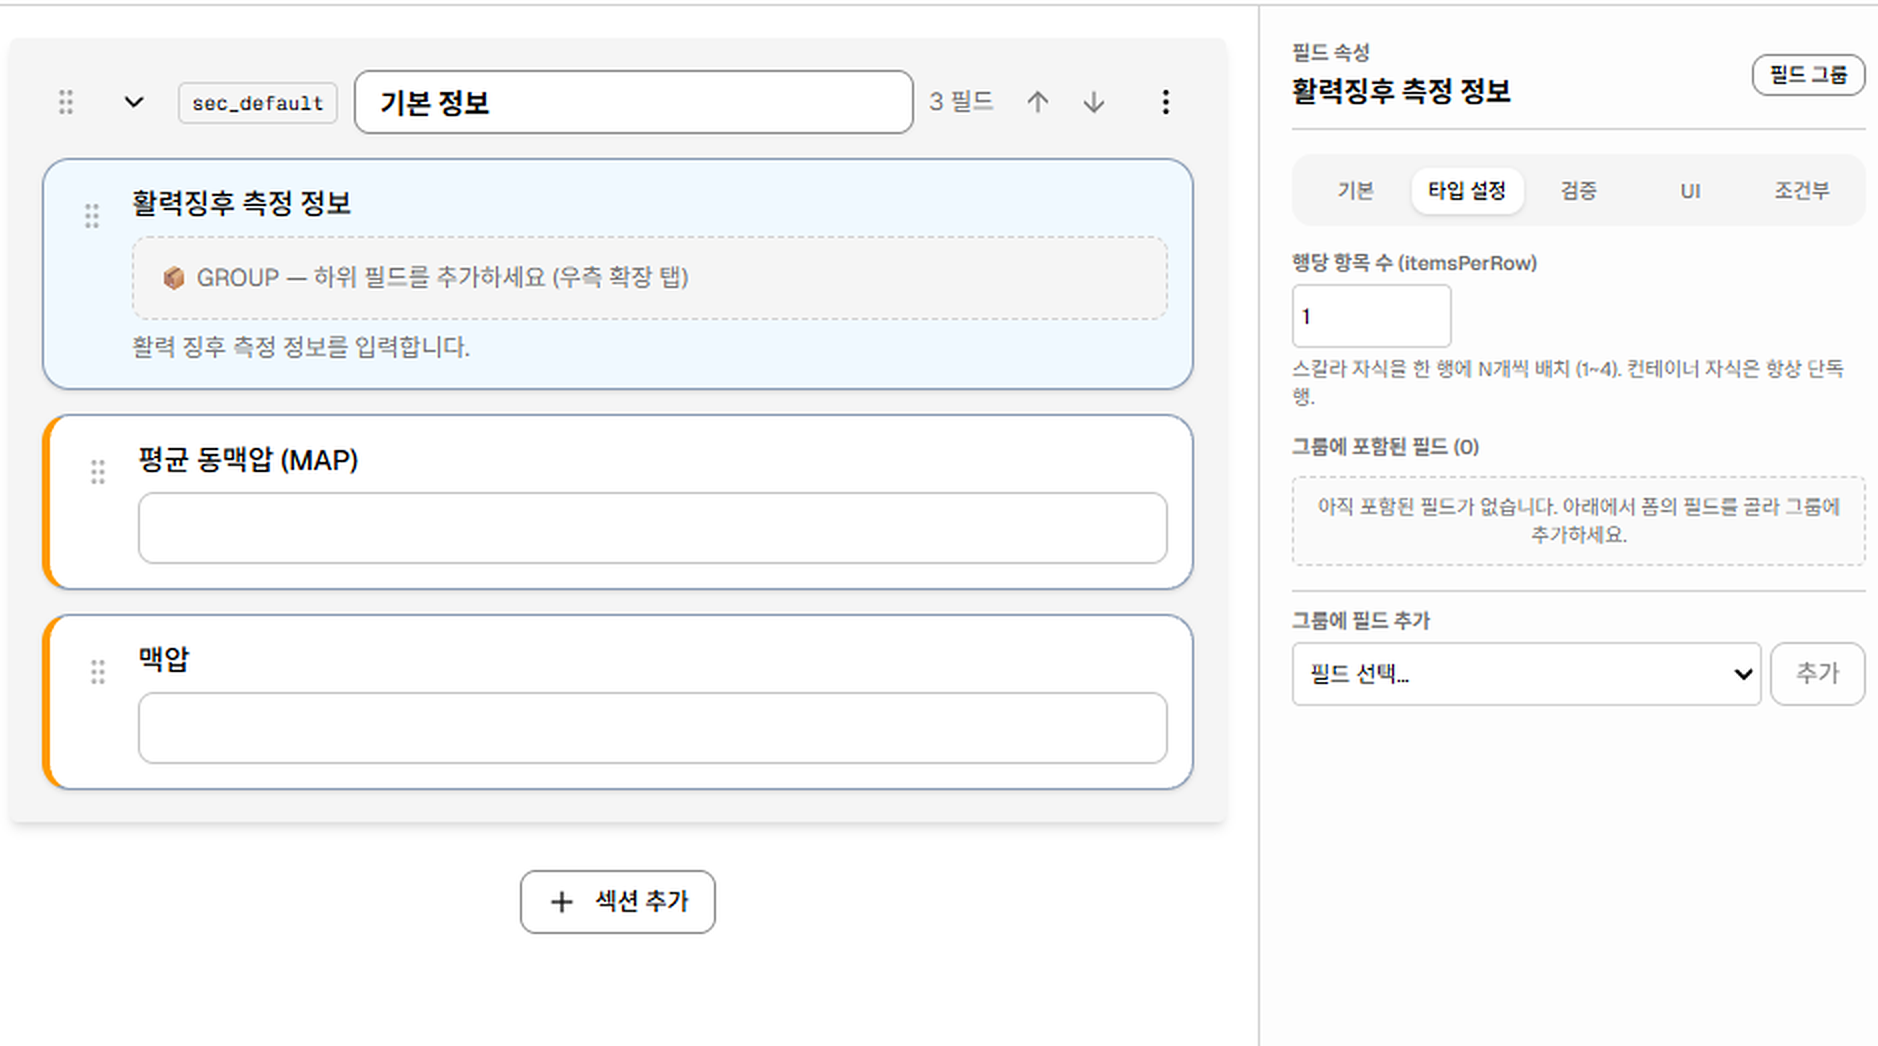 sec_default
기본 정보
3 필드
활력징후 측정 정보
GROUP — 하위 필드를 추가하세요 (우측 확장 탭)
활력 징후 측정 정보를 입력합니다.
평균 동맥압 (MAP)
맥압
섹션 추가
필드 속성
활력징후 측정 정보
필드 그룹
기본
타입 설정
검증
UI
조건부
행당 항목 수 (itemsPerRow)
1
스칼라 자식을 한 행에 N개씩 배치 (1~4). 컨테이너 자식은 항상 단독
행.
그룹에 포함된 필드 (0)
아직 포함된 필드가 없습니다. 아래에서 폼의 필드를 골라 그룹에
추가하세요.
그룹에 필드 추가
필드 선택...
추가